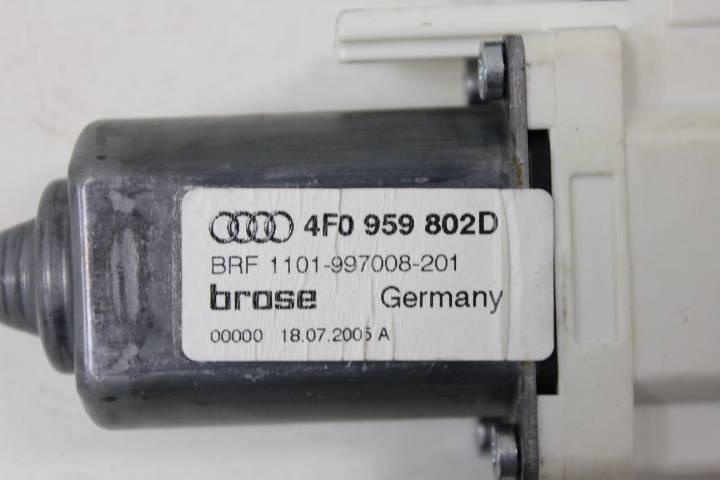 4F0 959 802D
BRF 1101-997008-201
brose Germany
00000 18.07.2005 A